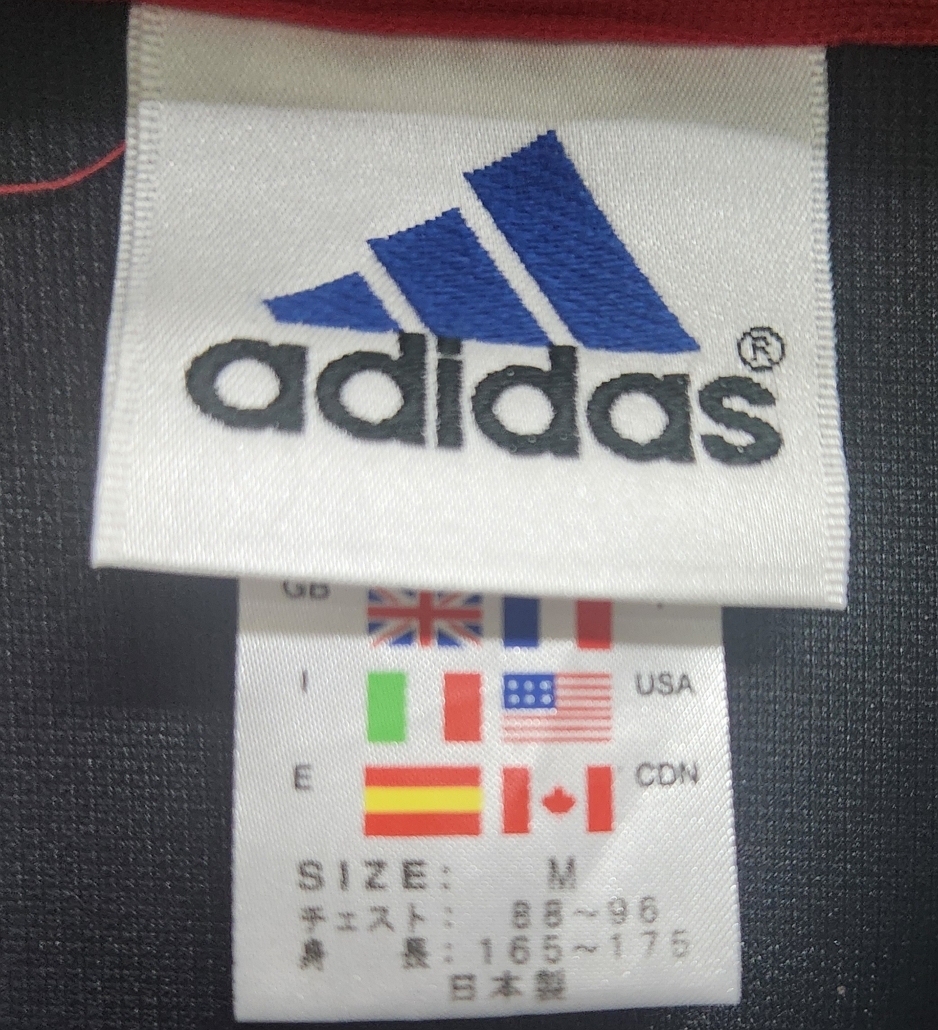 adidas®
GB
I USA
E CDN
SIZE: M
チェスト: 88~96
身 長:165~175
日本製